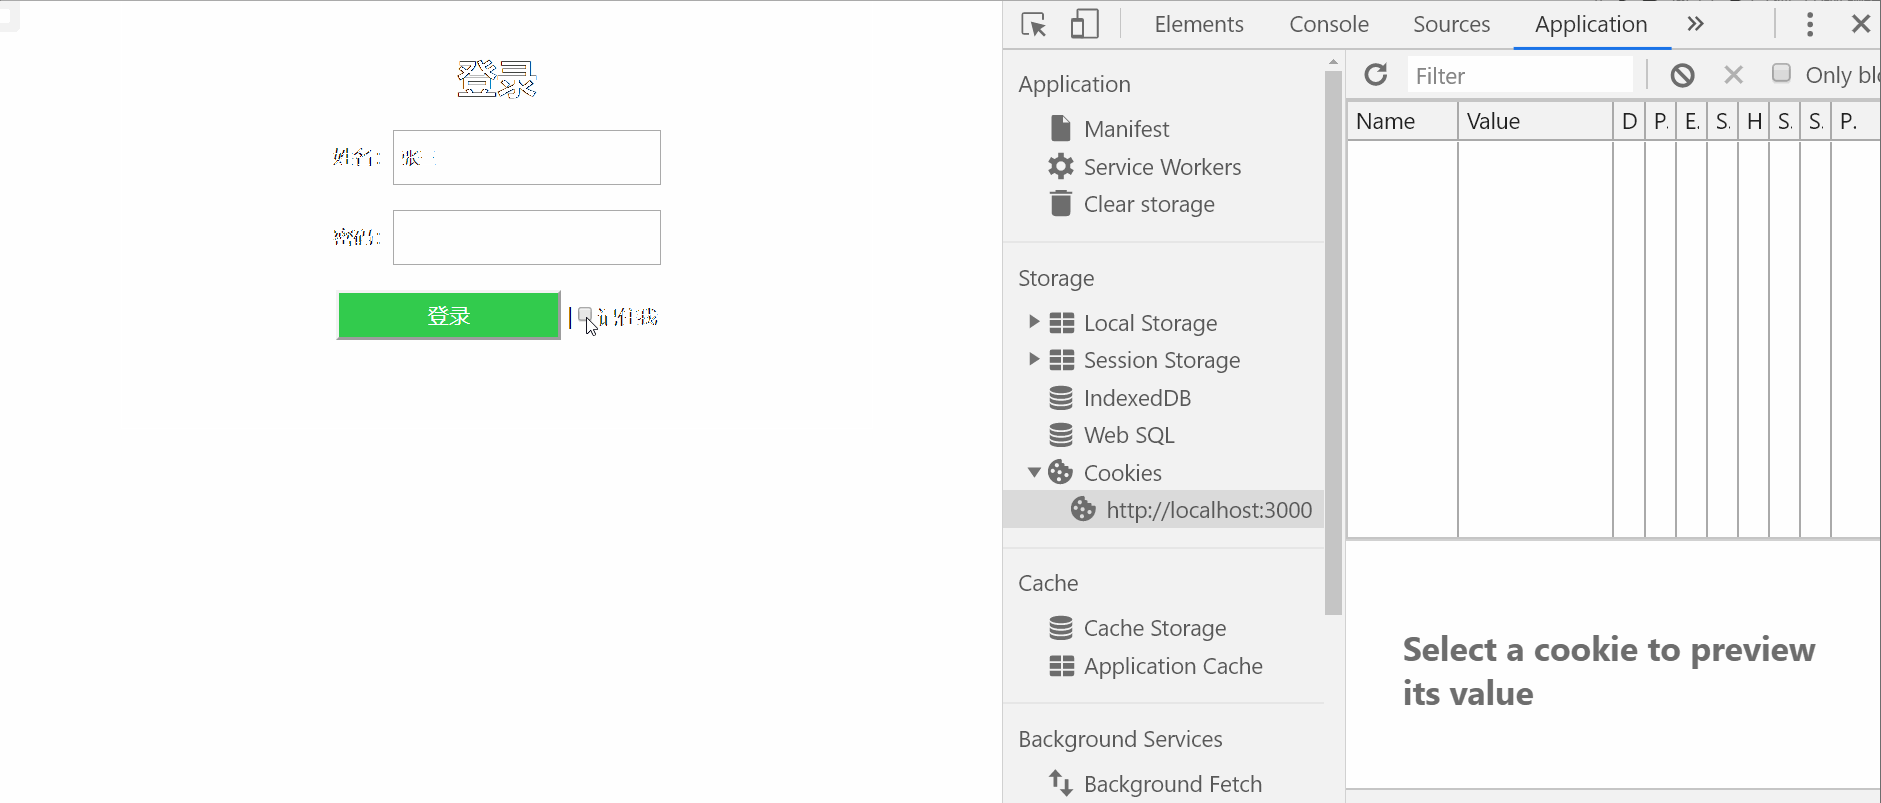 登录
姓名:
张
密码:
登录
| 记住我
Elements Console Sources Application »
Application
Manifest
Service Workers
Clear storage
Storage
Local Storage
Session Storage
IndexedDB
Web SQL
Cookies
http://localhost:3000
Cache
Cache Storage
Application Cache
Background Services
Background Fetch
Filter
Only blo
Name Value D P. E. S. H S. S. P.
Select a cookie to preview
its value